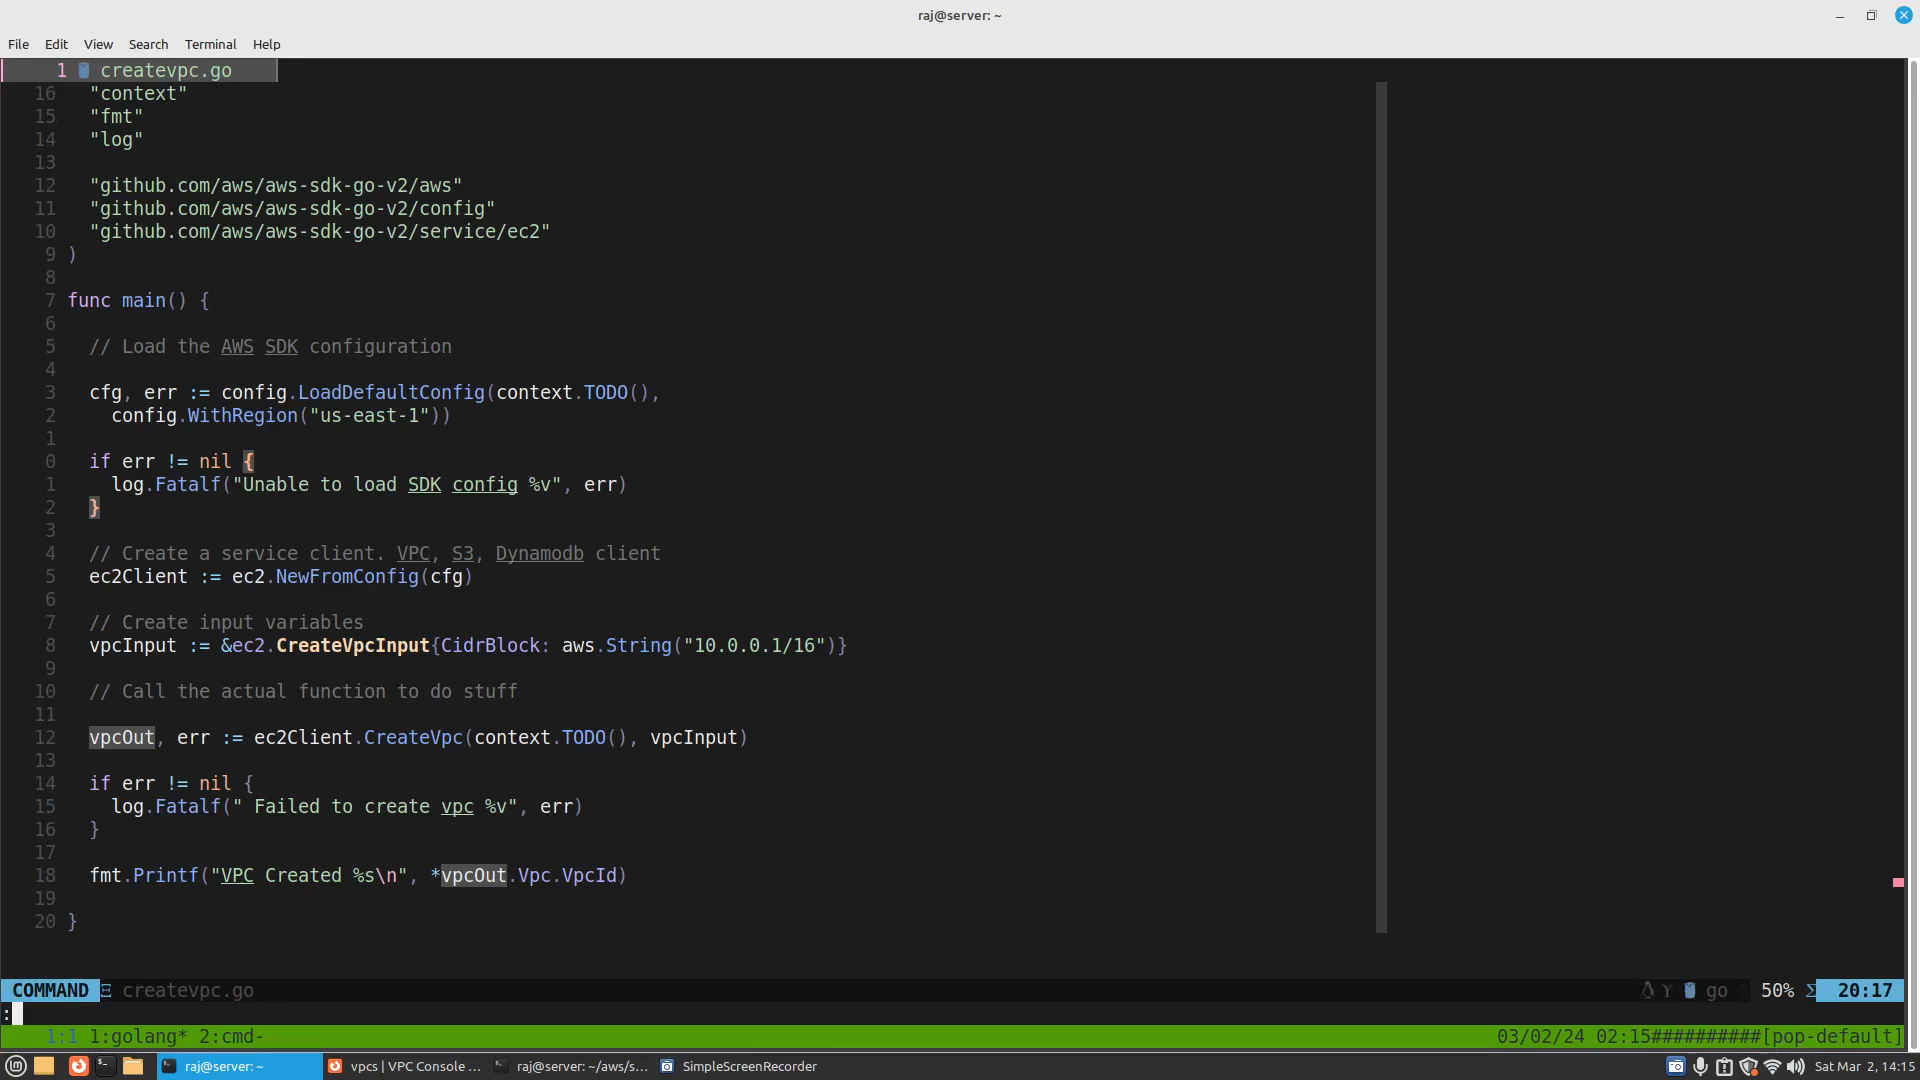 raj@server: ~
File Edit View Search Terminal Help
1 createvpc.go
16 "context"
15 "fmt"
14 "log"
13
12 "github.com/aws/aws-sdk-go-v2/aws"
11 "github.com/aws/aws-sdk-go-v2/config"
10 "github.com/aws/aws-sdk-go-v2/service/ec2"
9 )
8
7 func main() {
6
5 // Load the AWS SDK configuration
4
3 cfg, err := config.LoadDefaultConfig(context.TODO(),
2 config.WithRegion("us-east-1"))
1
0 if err != nil {
1 log.Fatalf("Unable to load SDK config %v", err)
2 }
3
4 // Create a service client. VPC, S3, Dynamodb client
5 ec2Client := ec2.NewFromConfig(cfg)
6
7 // Create input variables
8 vpcInput := &ec2.CreateVpcInput{CidrBlock: aws.String("10.0.0.1/16")}
9
10 // Call the actual function to do stuff
11
12 vpcOut, err := ec2Client.CreateVpc(context.TODO(), vpcInput)
13
14 if err != nil {
15 log.Fatalf(" Failed to create vpc %v", err)
16 }
17
18 fmt.Printf("VPC Created %s\n", *vpcOut.Vpc.VpcId)
19
20 }
COMMAND createvpc.go go 50% 20:17
:
1:1 1:golang* 2:cmd- 03/02/24 02:15##########[pop-default]
raj@server: ~ vpcs | VPC Console ... raj@server: ~/aws/s... SimpleScreenRecorder Sat Mar 2, 14:15